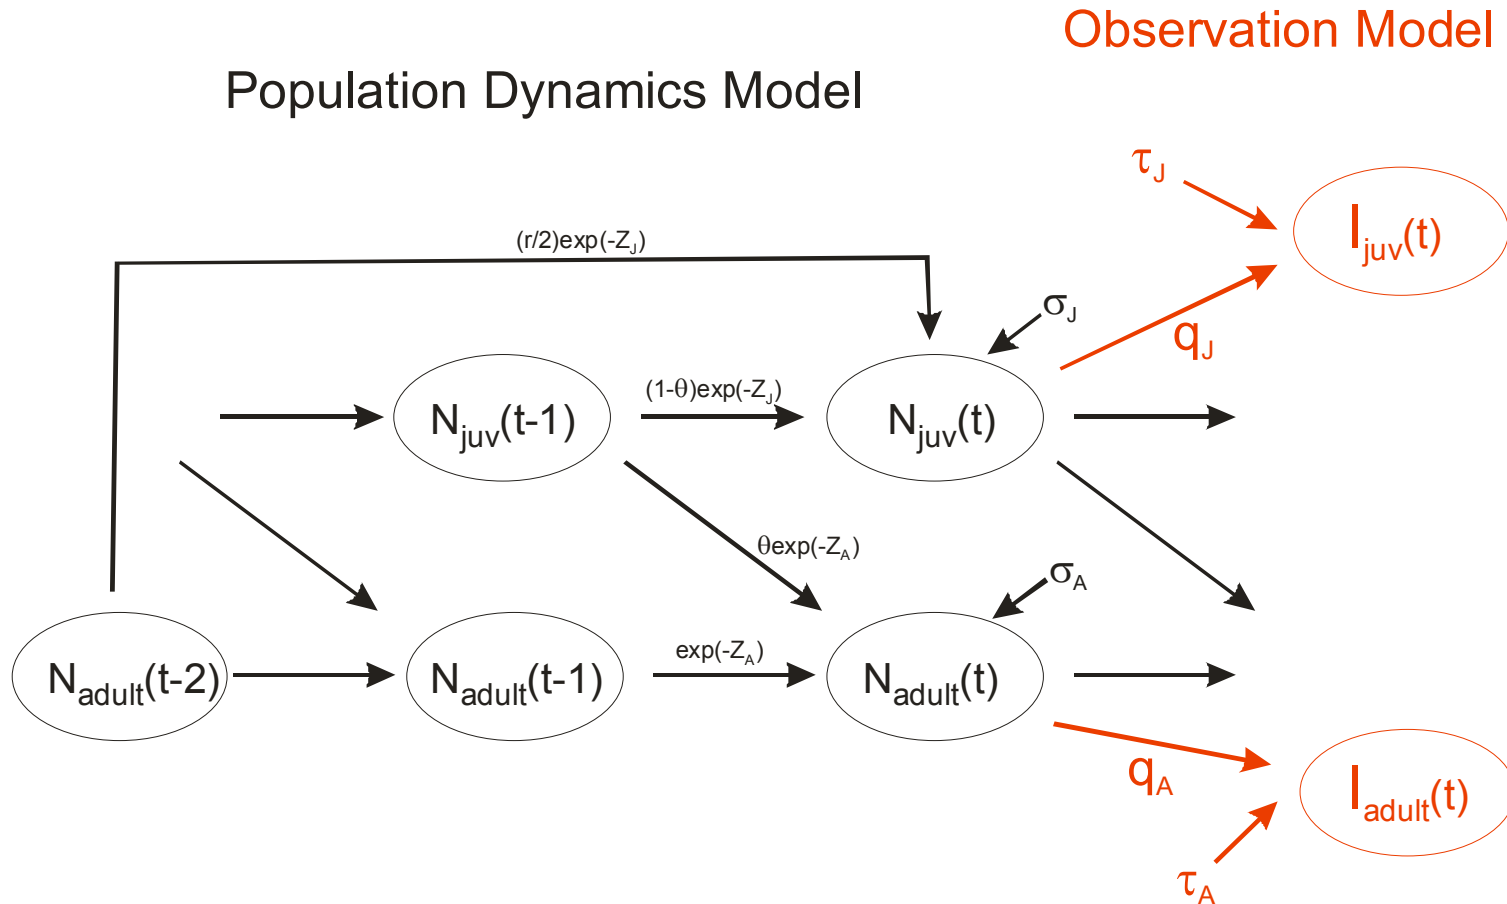 Observation Model
Population Dynamics Model
τJ
Ijuv(t)
(r/2)exp(-ZJ)
σJ
qJ
Njuv(t-1)
(1-θ)exp(-ZJ)
Njuv(t)
θexp(-ZA)
σA
Nadult(t-2)
Nadult(t-1)
exp(-ZA)
Nadult(t)
qA
Iadult(t)
τA